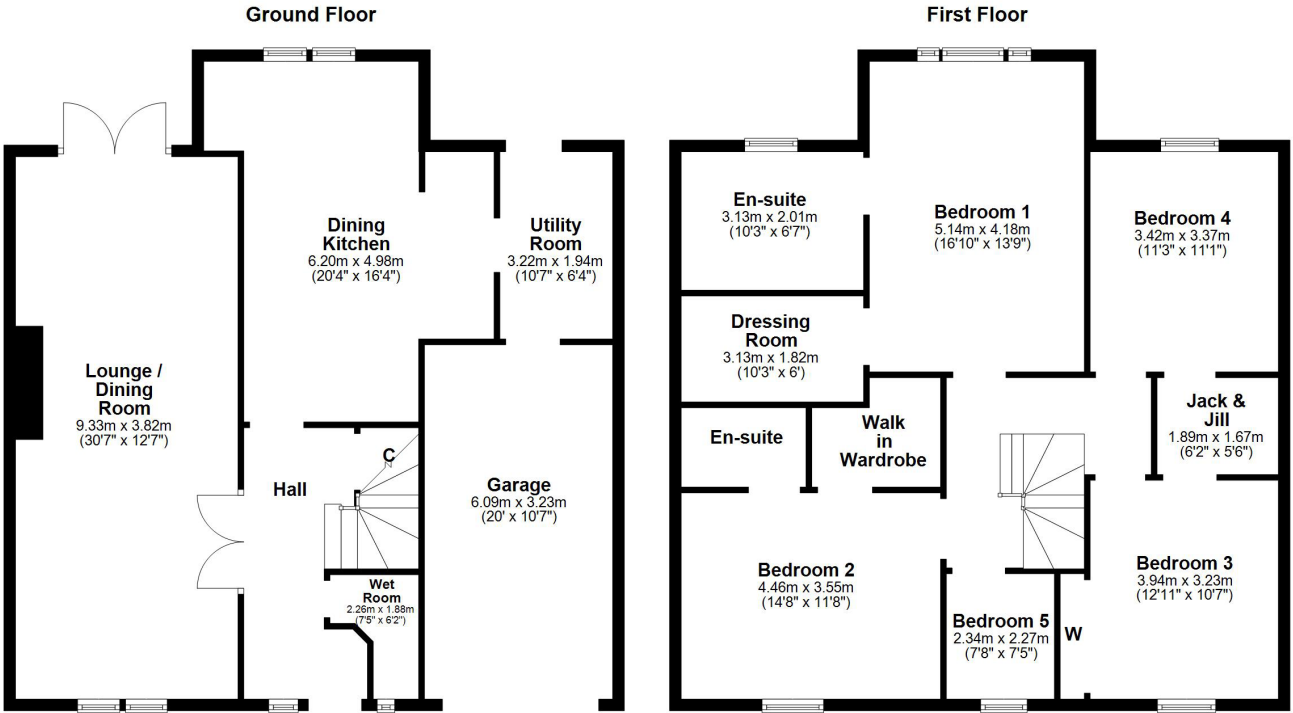 Ground Floor
Dining
Kitchen
6.20m x 4.98m
(20'4" x 16'4")
Utility
Room
3.22m x 1.94m
(10'7" x 6'4")
Lounge /
Dining
Room
9.33m x 3.82m
(30'7" x 12'7")
C
Hall
Garage
6.09m x 3.23m
(20' x 10'7")
Wet
Room
2.26m x 1.88m
(7'5" x 6'2")
First Floor
En-suite
3.13m x 2.01m
(10'3" x 6'7")
Bedroom 1
5.14m x 4.18m
(16'10" x 13'9")
Bedroom 4
3.42m x 3.37m
(11'3" x 11'1")
Dressing
Room
3.13m x 1.82m
(10'3" x 6')
En-suite
Walk
in
Wardrobe
Jack &
Jill
1.89m x 1.67m
(6'2" x 5'6")
Bedroom 2
4.46m x 3.55m
(14'8" x 11'8")
Bedroom 5
2.34m x 2.27m
(7'8" x 7'5")
W
Bedroom 3
3.94m x 3.23m
(12'11" x 10'7")